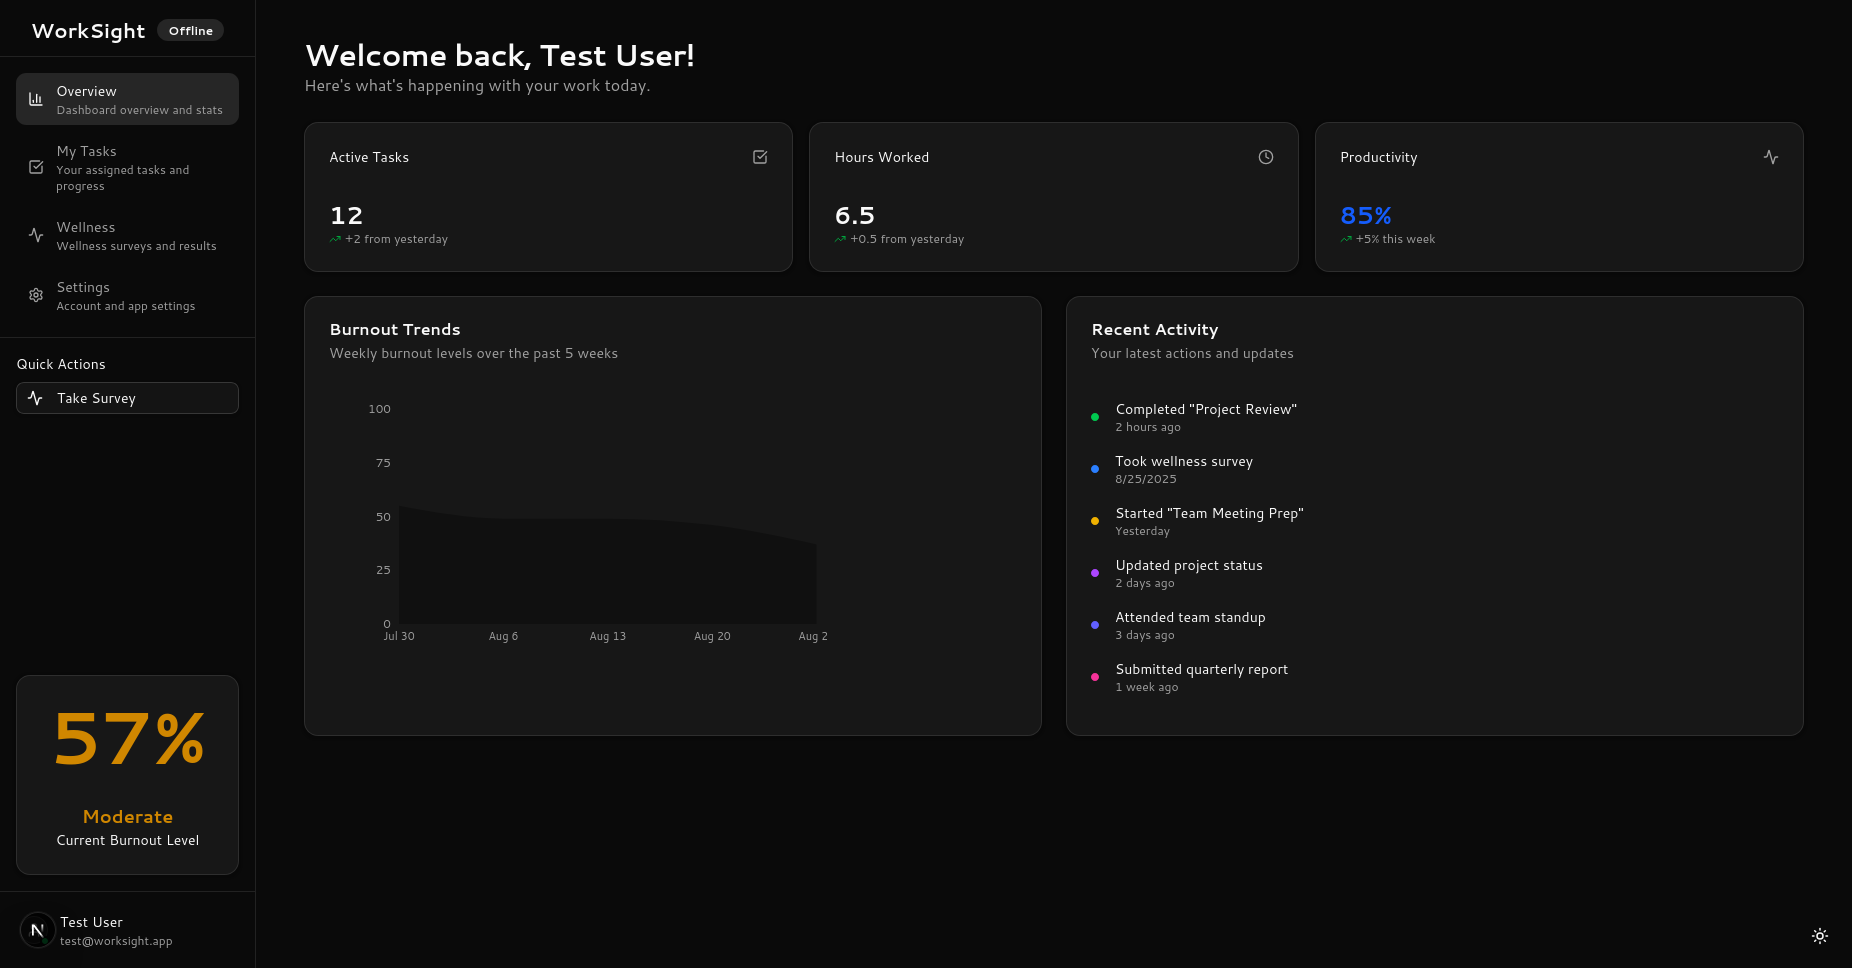 WorkSight
Offline
Overview
Dashboard overview and stats
My Tasks
Your assigned tasks and
progress
Wellness
Wellness surveys and results
Settings
Account and app settings
Quick Actions
Take Survey
57%
Moderate
Current Burnout Level
N
Test User
test@worksight.app
Welcome back, Test User!
Here's what's happening with your work today.
Active Tasks
12
+2 from yesterday
Hours Worked
6.5
+0.5 from yesterday
Productivity
85%
+5% this week
Burnout Trends
Weekly burnout levels over the past 5 weeks
100
75
50
25
0
Jul 30
Aug 6
Aug 13
Aug 20
Aug 2
Recent Activity
Your latest actions and updates
Completed "Project Review"
2 hours ago
Took wellness survey
8/25/2025
Started "Team Meeting Prep"
Yesterday
Updated project status
2 days ago
Attended team standup
3 days ago
Submitted quarterly report
1 week ago